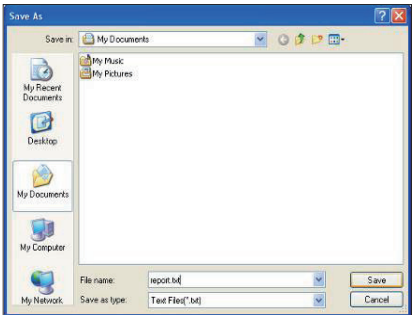 Save As
Save in:
My Documents
My Recent
Documents
Desktop
My Documents
My Computer
My Network
My Music
My Pictures
File name:
report.txt
Save
Save as type:
Text Files(*.txt)
Cancel